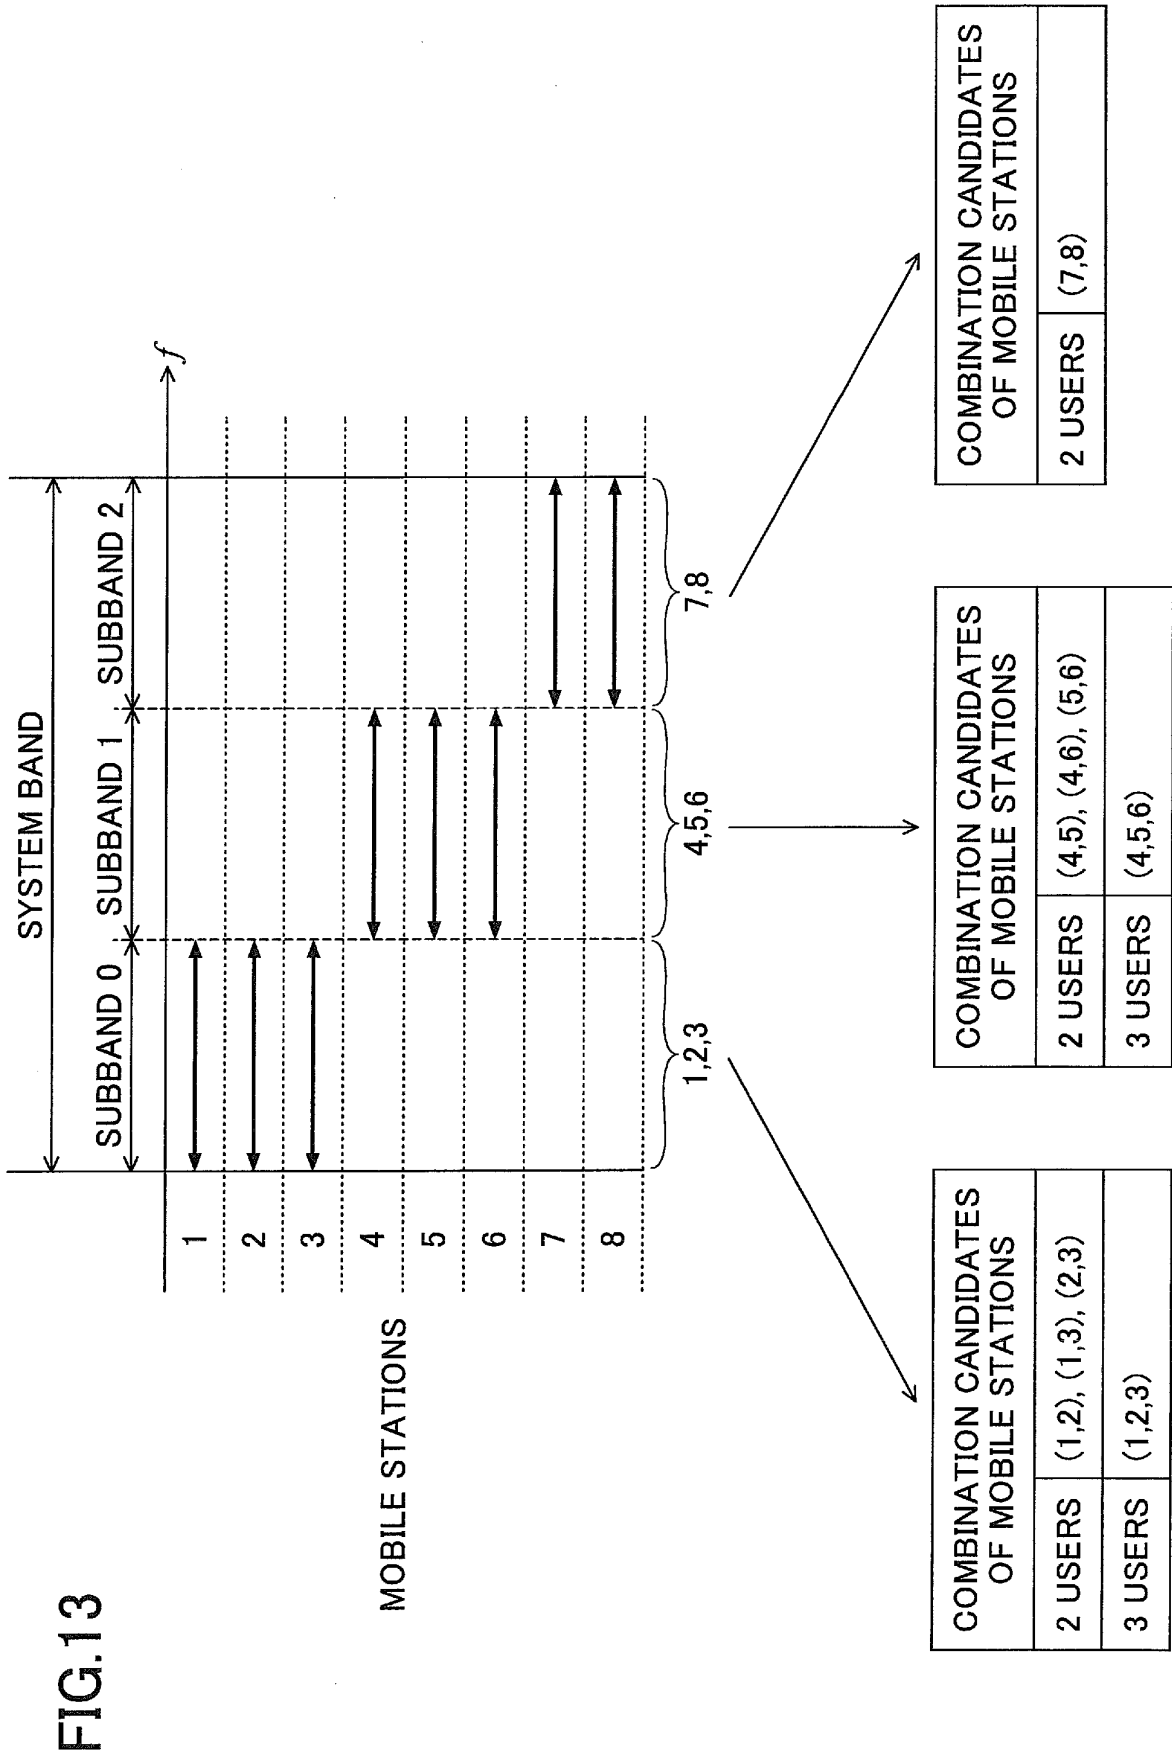 FIG.13
SYSTEM BAND
SUBBAND 0
SUBBAND 1
SUBBAND 2
f
MOBILE STATIONS
1
2
3
4
5
6
7
8
1,2,3
4,5,6
7,8
COMBINATION CANDIDATES
OF MOBILE STATIONS
2 USERS (1,2), (1,3), (2,3)
3 USERS (1,2,3)
COMBINATION CANDIDATES
OF MOBILE STATIONS
2 USERS (4,5), (4,6), (5,6)
3 USERS (4,5,6)
COMBINATION CANDIDATES
OF MOBILE STATIONS
2 USERS (7,8)